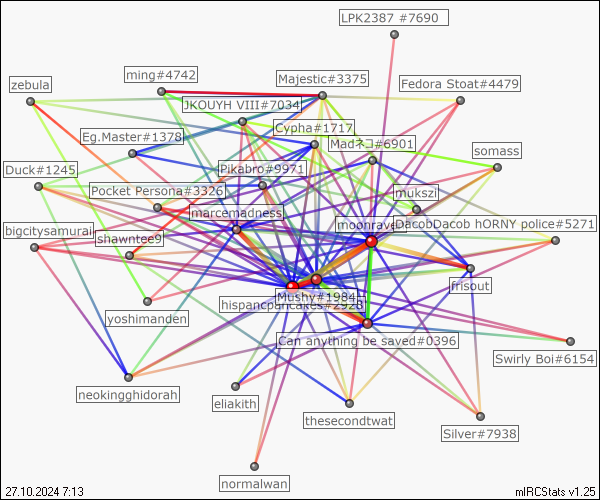 LPK2387 #7690
ming#4742
Majestic#3375
zebula
Fedora Stoat#4479
JKOUYH VIII#7034
Cypha#1717
Eg.Master#1378
Madネコ#6901
somass
Duck#1245
Pikabro#9971
Pocket Persona#3326
mukszi
marcemadness
bigcitysamurai
shawntee9
moonrave
DacobDacob hORNY police#5271
frisout
Mushy#1984
hispancpancakes#2928
yoshimanden
Can anything be saved#0396
Swirly Boi#6154
neokingghidorah
eliakith
thesecondtwat
Silver#7938
normalwan
27.10.2024 7:13
mIRCStats v1.25